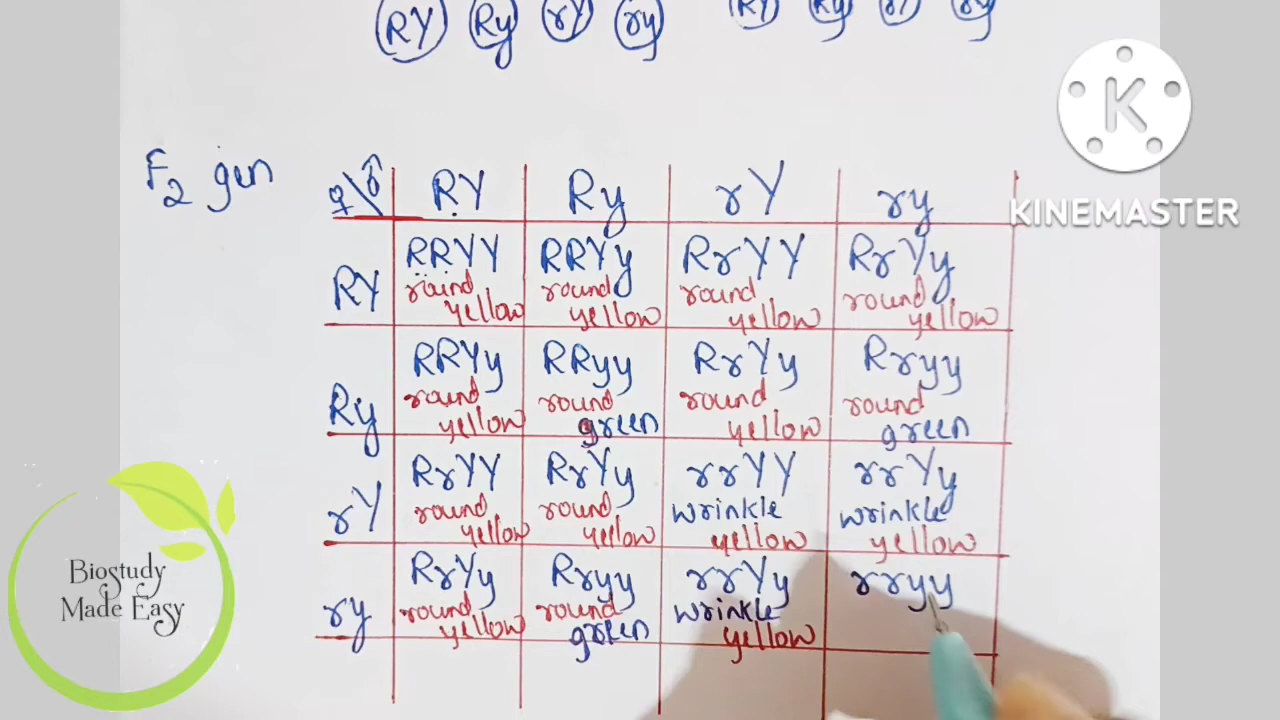 RY Ry rY ry RY Ry rY ry
F2 gen
♀\♂ RY Ry rY ry
RY RRYY RRYy RrYY RrYy
round round round round
yellow yellow yellow yellow
Ry RRYy RRyy RrYy Rryy
round round round round
yellow green yellow green
rY RrYY RrYy rrYY rrYy
round round wrinkle wrinkle
yellow yellow yellow yellow
ry RrYy Rryy rrYy rryy
round round wrinkle
yellow green yellow
K
KINEMASTER
Biostudy
Made Easy